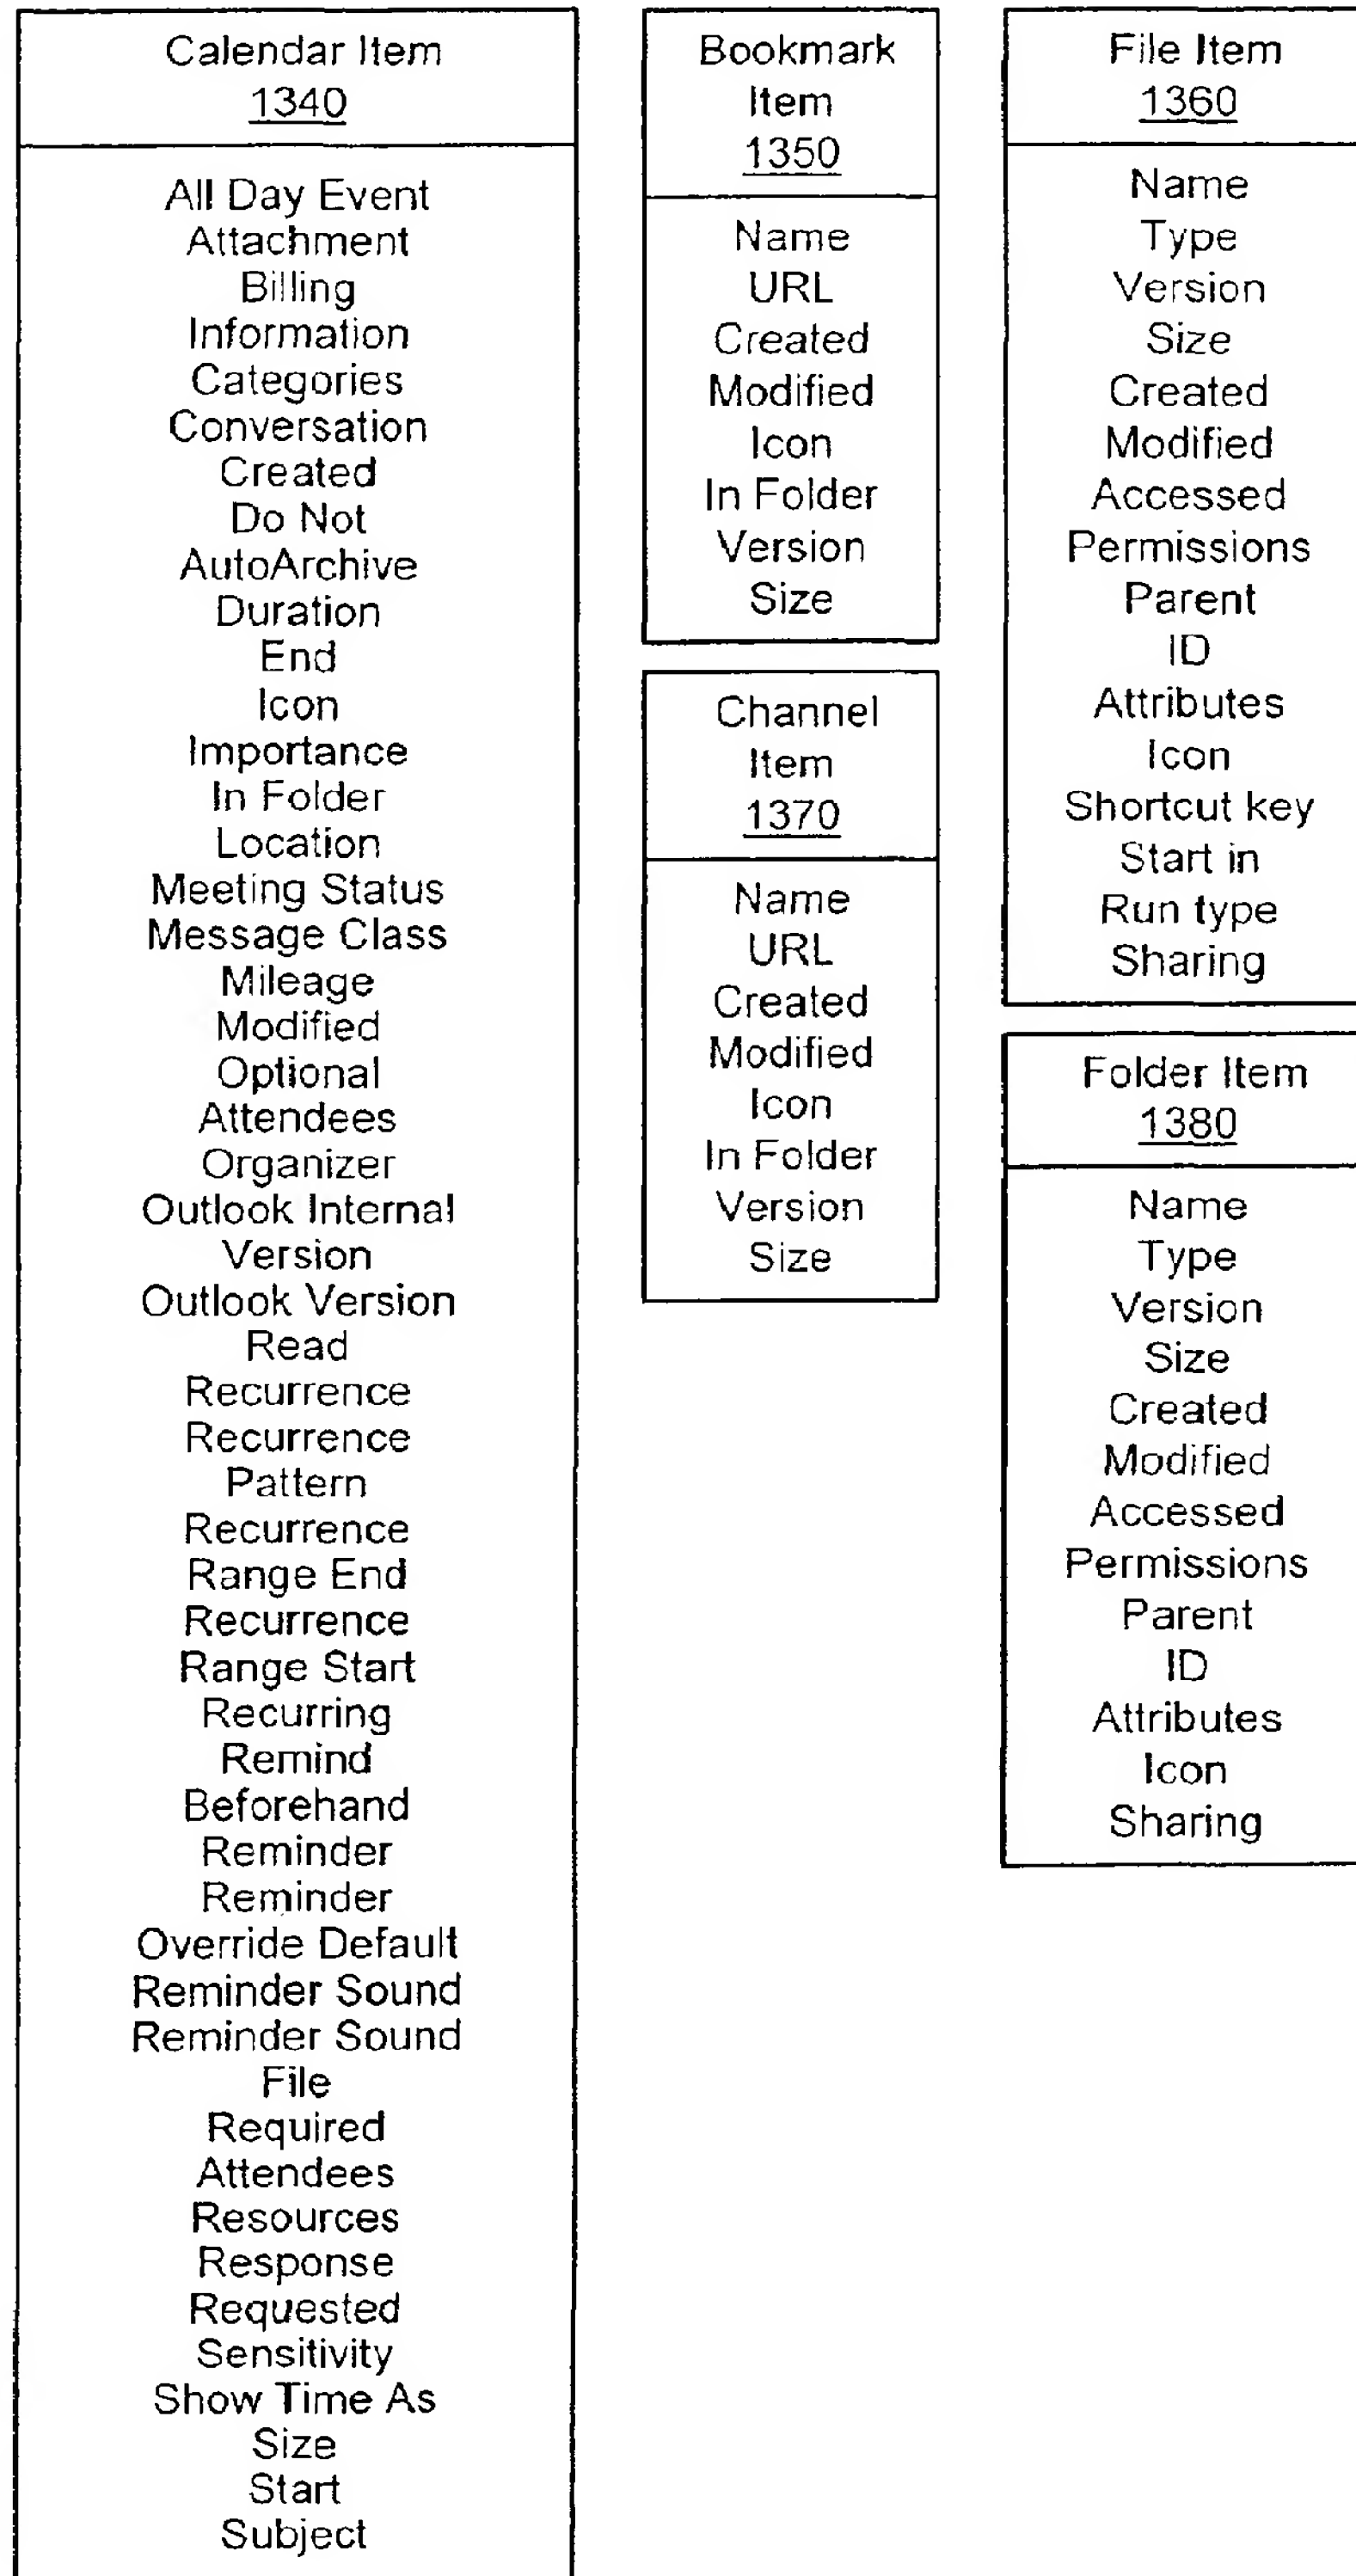 Calendar Item
1340
All Day Event
Attachment
Billing
Information
Categories
Conversation
Created
Do Not
AutoArchive
Duration
End
Icon
Importance
In Folder
Location
Meeting Status
Message Class
Mileage
Modified
Optional
Attendees
Organizer
Outlook Internal
Version
Outlook Version
Read
Recurrence
Recurrence
Pattern
Recurrence
Range End
Recurrence
Range Start
Recurring
Remind
Beforehand
Reminder
Reminder
Override Default
Reminder Sound
Reminder Sound
File
Required
Attendees
Resources
Response
Requested
Sensitivity
Show Time As
Size
Start
Subject
Bookmark
Item
1350
Name
URL
Created
Modified
Icon
In Folder
Version
Size
Channel
Item
1370
Name
URL
Created
Modified
Icon
In Folder
Version
Size
File Item
1360
Name
Type
Version
Size
Created
Modified
Accessed
Permissions
Parent
ID
Attributes
Icon
Shortcut key
Start in
Run type
Sharing
Folder Item
1380
Name
Type
Version
Size
Created
Modified
Accessed
Permissions
Parent
ID
Attributes
Icon
Sharing